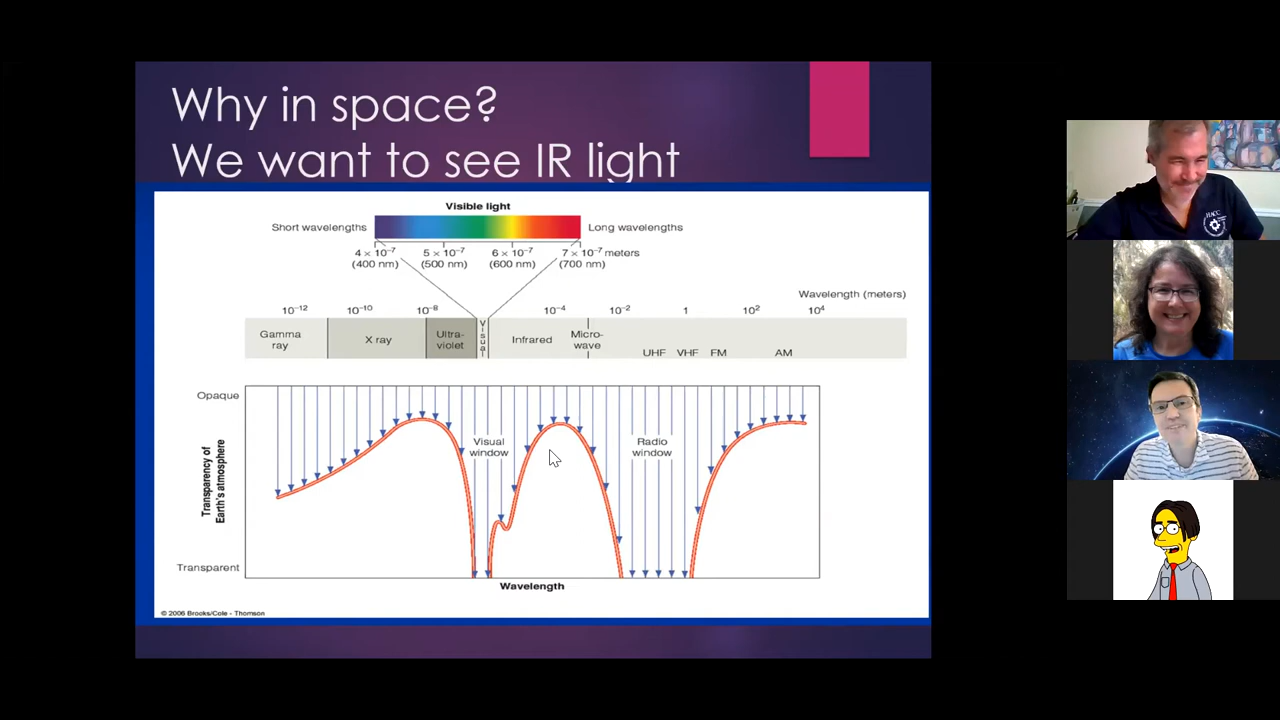 Why in space?
We want to see IR light
Visible light
Short wavelengths
Long wavelengths
4 × 10⁻⁷ 5 × 10⁻⁷ 6 × 10⁻⁷ 7 × 10⁻⁷ meters
(400 nm) (500 nm) (600 nm) (700 nm)
Wavelength (meters)
10⁻¹² 10⁻¹⁰ 10⁻⁸ 10⁻⁴ 10⁻² 1 10² 10⁴
Gamma
ray
X ray
Ultra-
violet
Visual
Infrared
Micro-
wave
UHF VHF FM AM
Opaque
Transparency of
Earth's atmosphere
Transparent
Visual
window
Radio
window
Wavelength
© 2006 Brooks/Cole - Thomson
HACC